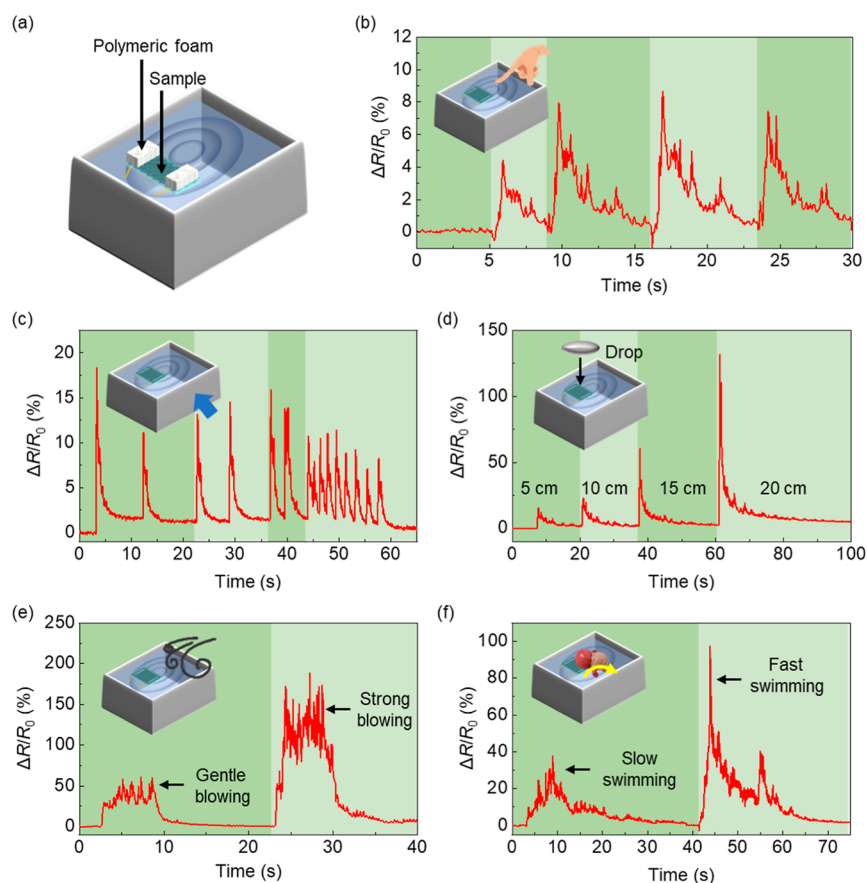 (a)
Polymeric foam
Sample
(b)
ΔR/R0 (%)
12
10
8
6
4
2
0
0 5 10 15 20 25 30
Time (s)
(c)
ΔR/R0 (%)
20
15
10
5
0
0 10 20 30 40 50 60
Time (s)
(d)
ΔR/R0 (%)
150
100
50
0
Drop
5 cm 10 cm 15 cm 20 cm
0 20 40 60 80 100
Time (s)
(e)
ΔR/R0 (%)
250
200
150
100
50
0
Strong
blowing
Gentle
blowing
0 10 20 30 40
Time (s)
(f)
ΔR/R0 (%)
100
80
60
40
20
0
Fast
swimming
Slow
swimming
0 10 20 30 40 50 60 70
Time (s)